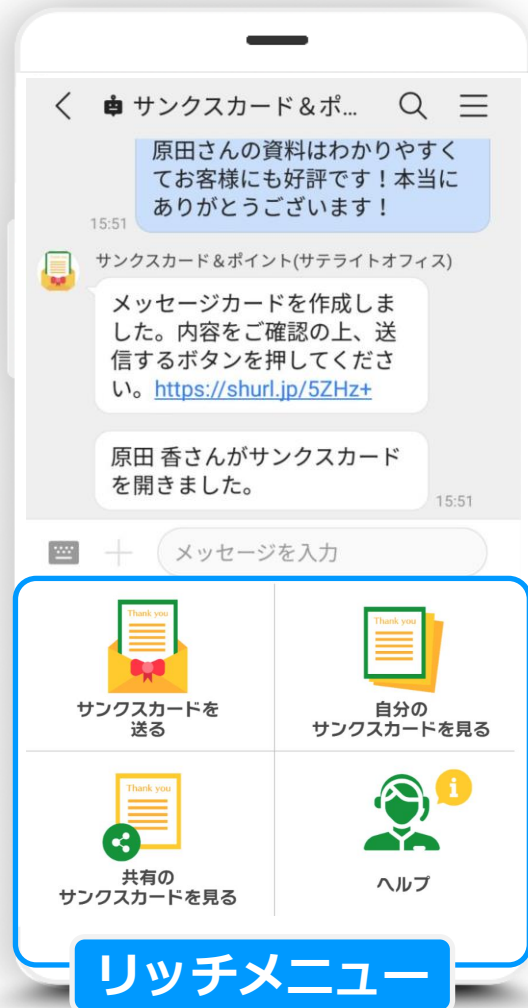 サンクスカード＆ポ...
原田さんの資料はわかりやすく
てお客様にも好評です！本当に
ありがとうございます！
15:51
サンクスカード＆ポイント(サテライトオフィス)
メッセージカードを作成しま
した。内容をご確認の上、送
信するボタンを押してくださ
い。https://shurl.jp/5ZHz+
原田 香さんがサンクスカード
を開きました。
15:51
メッセージを入力
Thank you
サンクスカードを
送る
Thank you
自分の
サンクスカードを見る
Thank you
共有の
サンクスカードを見る
i
ヘルプ
リッチメニュー